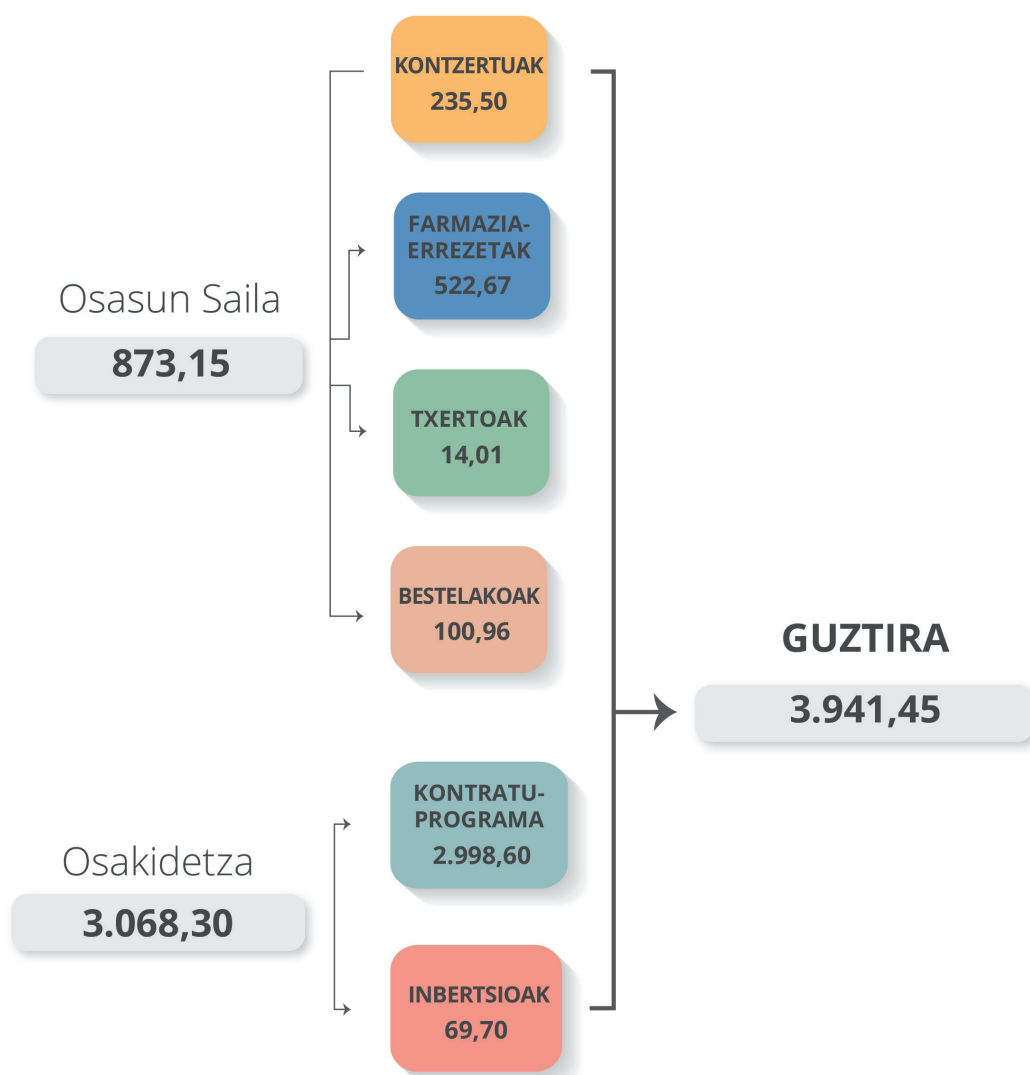 KONTZERTUAK
235,50
FARMAZIA-
ERREZETAK
522,67
Osasun Saila
873,15
TXERTOAK
14,01
BESTELAKOAK
100,96
GUZTIRA
3.941,45
KONTRATU-
PROGRAMA
2.998,60
Osakidetza
3.068,30
INBERTSIOAK
69,70